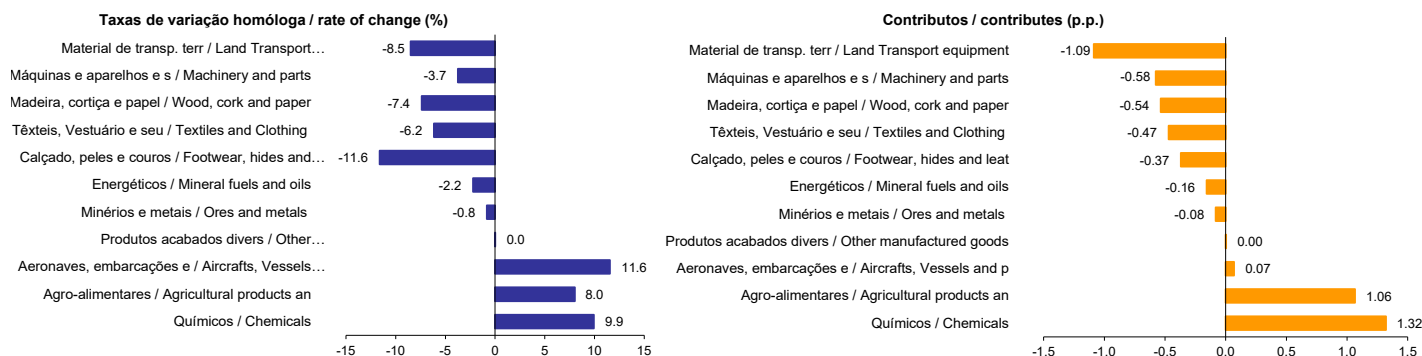 Taxas de variação homóloga / rate of change (%)
Material de transp. terr / Land Transport… -8.5
Máquinas e aparelhos e s / Machinery and parts -3.7
Madeira, cortiça e papel / Wood, cork and paper -7.4
Têxteis, Vestuário e seu / Textiles and Clothing -6.2
Calçado, peles e couros / Footwear, hides and… -11.6
Energéticos / Mineral fuels and oils -2.2
Minérios e metais / Ores and metals -0.8
Produtos acabados divers / Other… 0.0
Aeronaves, embarcações e / Aircrafts, Vessels… 11.6
Agro-alimentares / Agricultural products an 8.0
Químicos / Chemicals 9.9
-15 -10 -5 0 5 10 15
Contributos / contributes (p.p.)
Material de transp. terr / Land Transport equipment -1.09
Máquinas e aparelhos e s / Machinery and parts -0.58
Madeira, cortiça e papel / Wood, cork and paper -0.54
Têxteis, Vestuário e seu / Textiles and Clothing -0.47
Calçado, peles e couros / Footwear, hides and leat -0.37
Energéticos / Mineral fuels and oils -0.16
Minérios e metais / Ores and metals -0.08
Produtos acabados divers / Other manufactured goods 0.00
Aeronaves, embarcações e / Aircrafts, Vessels and p 0.07
Agro-alimentares / Agricultural products an 1.06
Químicos / Chemicals 1.32
-1.5 -1.0 -0.5 0.0 0.5 1.0 1.5